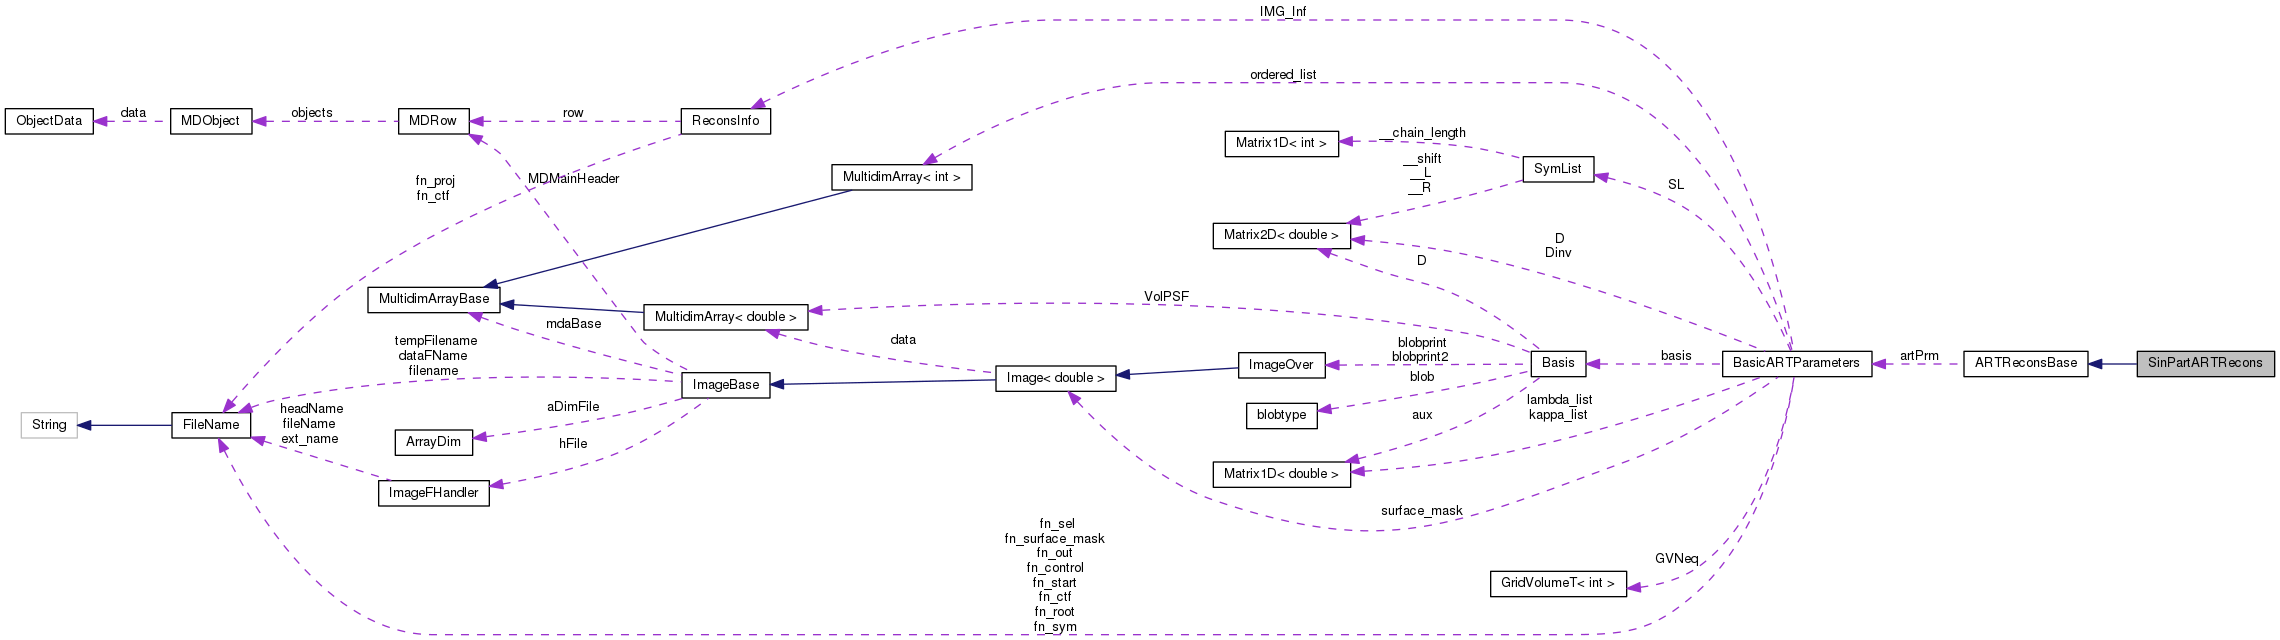 IMG_Inf
ordered_list
ObjectData
data
MDObject
objects
MDRow
row
ReconsInfo
Matrix1D< int >
__chain_length
__shift
__L
__R
SymList
SL
MultidimArray< int >
fn_proj
fn_ctf
MDMainHeader
Matrix2D< double >
D
Dinv
D
MultidimArrayBase
MultidimArray< double >
VolPSF
mdaBase
data
tempFilename
dataFName
filename
blobprint
blobprint2
blob
aux
ImageBase
Image< double >
ImageOver
Basis
basis
BasicARTParameters
artPrm
ARTReconsBase
SinPartARTRecons
aDimFile
ArrayDim
hFile
headName
fileName
ext_name
String
FileName
ImageFHandler
blobtype
lambda_list
kappa_list
Matrix1D< double >
surface_mask
GVNeq
GridVolumeT< int >
fn_sel
fn_surface_mask
fn_out
fn_control
fn_start
fn_ctf
fn_root
fn_sym